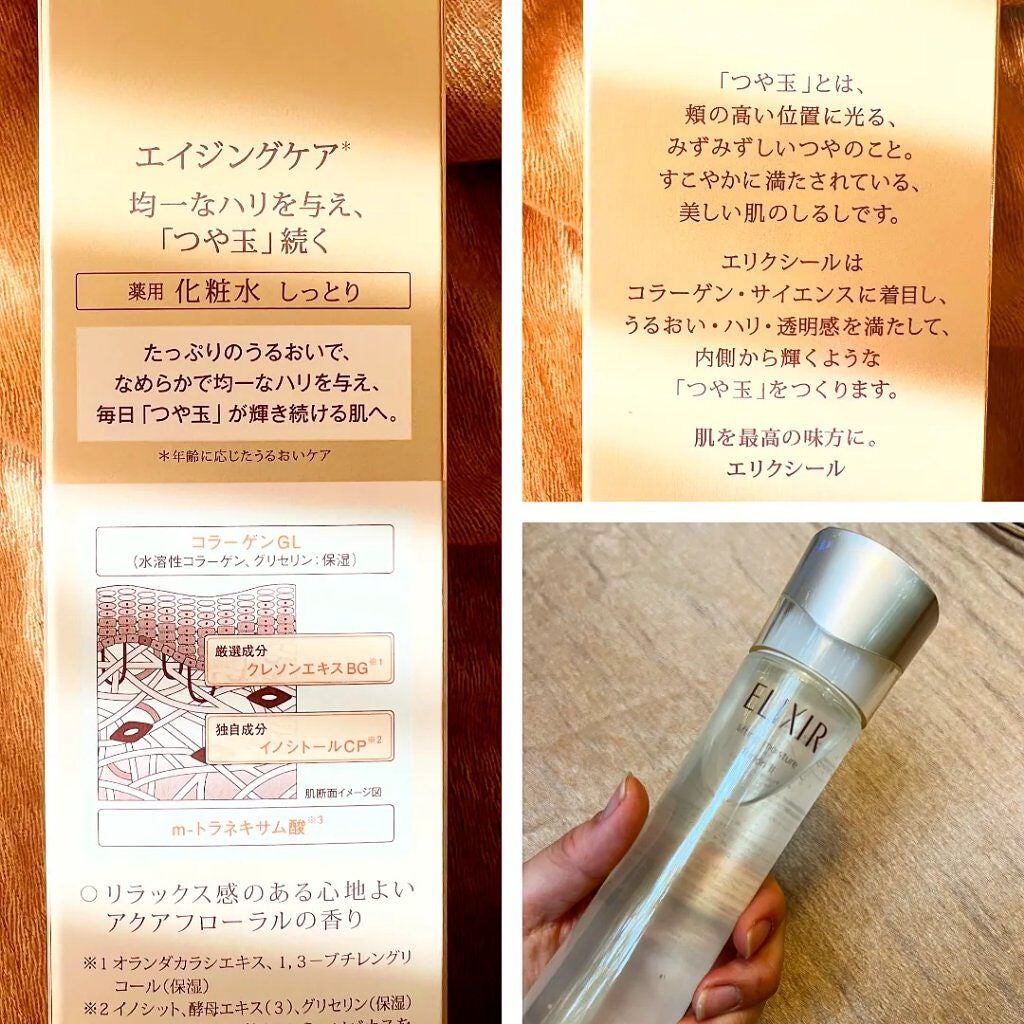 エイジングケア*
均一なハリを与え、
「つや玉」続く
薬用 化粧水 しっとり
たっぷりのうるおいで、
なめらかで均一なハリを与え、
毎日「つや玉」が輝き続ける肌へ。
*年齢に応じたうるおいケア
コラーゲンGL
(水溶性コラーゲン、グリセリン:保湿)
厳選成分
クレソンエキスBG※1
独自成分
イノシトールCP※2
肌断面イメージ図
m-トラネキサム酸※3
○リラックス感のある心地よい
アクアフローラルの香り
※1オランダカラシエキス、1,3-ブチレングリ
コール(保湿)
※2イノシット、酵母エキス(3)、グリセリン(保湿)
「つや玉」とは、
頬の高い位置に光る、
みずみずしいつやのこと。
すこやかに満たされている、
美しい肌のしるしです。
エリクシールは
コラーゲン・サイエンスに着目し、
うるおい・ハリ・透明感を満たして、
内側から輝くような
「つや玉」をつくります。
肌を最高の味方に。
エリクシール
ELIXIR